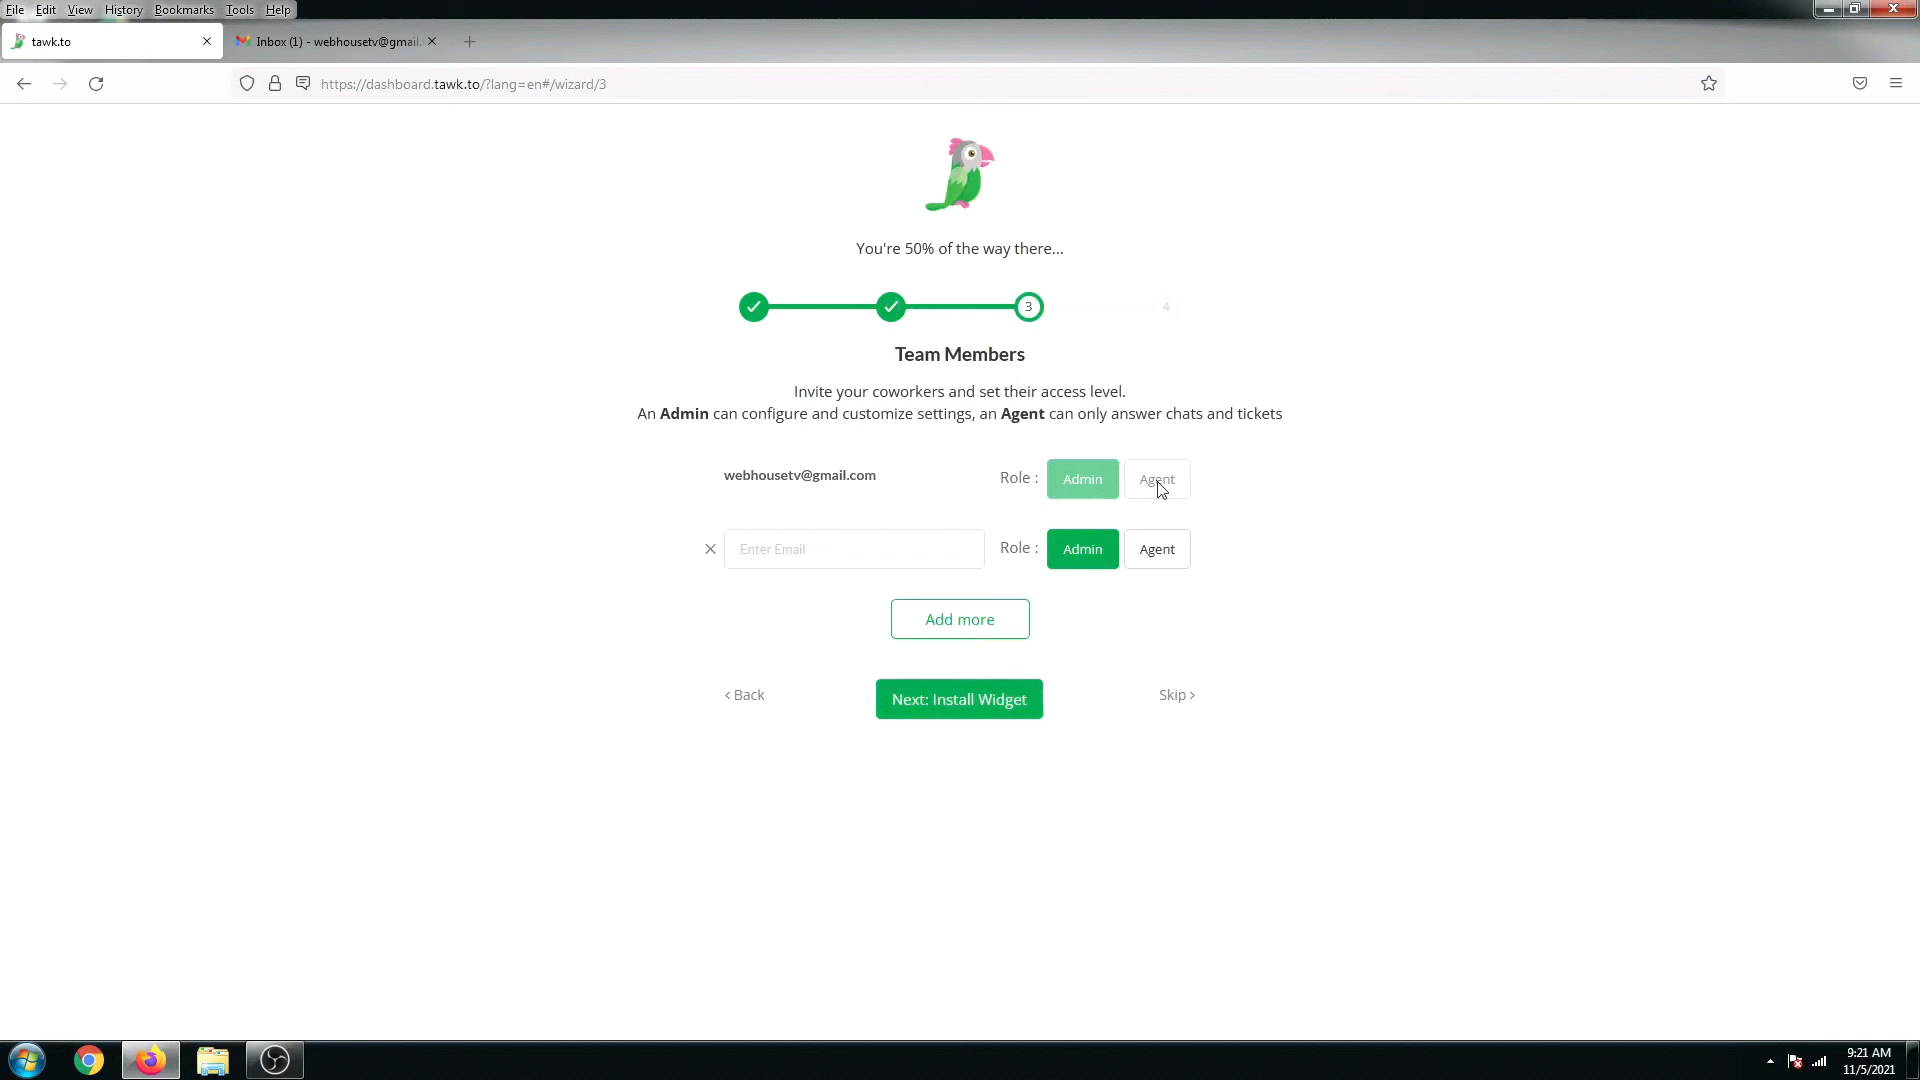 File Edit View History Bookmarks Tools Help
tawk.to
Inbox (1) - webhousetv@gmail.
https://dashboard.tawk.to/?lang=en#/wizard/3
You're 50% of the way there...
3
4
Team Members
Invite your coworkers and set their access level.
An Admin can configure and customize settings, an Agent can only answer chats and tickets
webhousetv@gmail.com Role : Admin Agent
Enter Email Role : Admin Agent
Add more
< Back Next: Install Widget Skip >
9:21 AM
11/5/2021